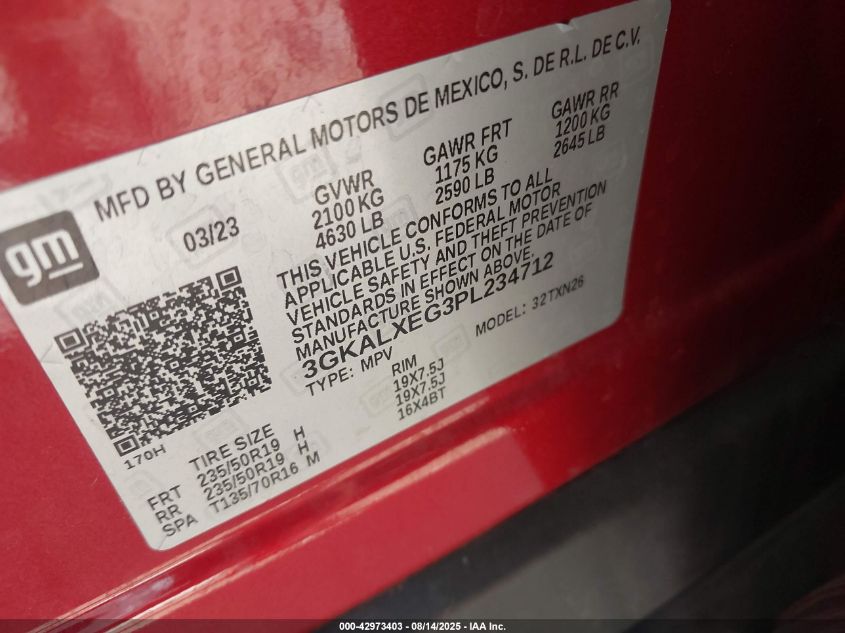 MFD BY GENERAL MOTORS DE MEXICO, S. DE R.L. DE C.V.
gm
03/23
GVWR
2100 KG
4630 LB
GAWR FRT
1175 KG
2590 LB
GAWR RR
1200 KG
2645 LB
THIS VEHICLE CONFORMS TO ALL
APPLICABLE U.S. FEDERAL MOTOR
VEHICLE SAFETY AND THEFT PREVENTION
STANDARDS IN EFFECT ON THE DATE OF
MANUFACTURE SHOWN ABOVE.
3GKALXEG3PL234712
TYPE: MPV
MODEL: 32TXN26
170H
TIRE SIZE
RIM
FRT 235/50R19 H 19X7.5J
RR 235/50R19 H 19X7.5J
SPA T135/70R16 M 16X4BT
000-42973403 - 08/14/2025 - IAA Inc.